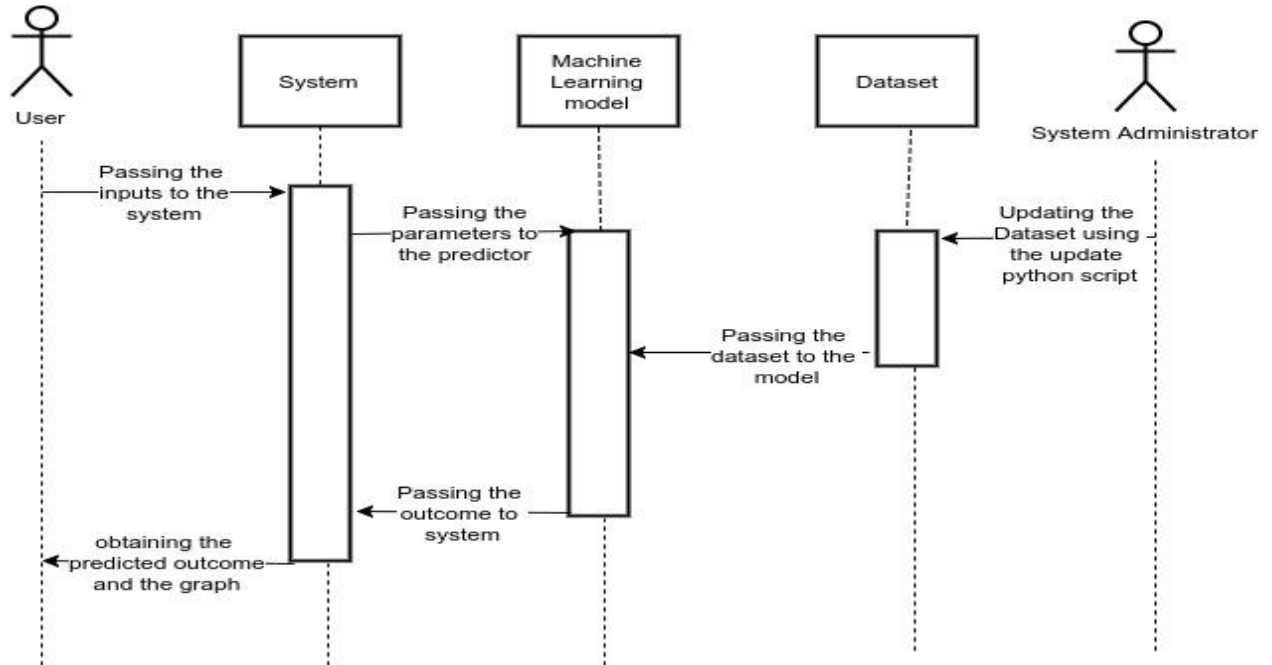 User
System
Machine
Learning
model
Dataset
System Administrator
Passing the
inputs to the
system
Passing the
parameters to
the predictor
Updating the
Dataset using
the update
python script
Passing the
dataset to the
model
Passing the
outcome to
system
obtaining the
predicted outcome
and the graph